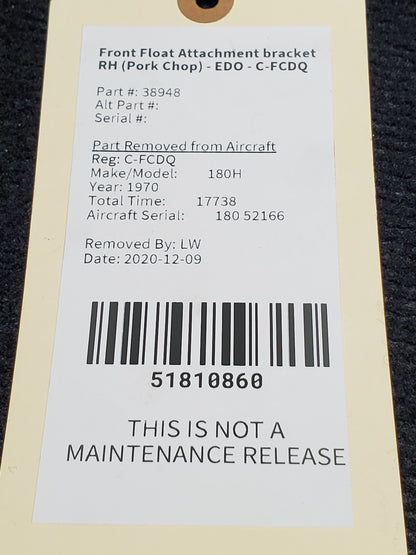 Front Float Attachment bracket
RH (Pork Chop) - EDO - C-FCDQ
Part #: 38948
Alt Part #:
Serial #:
Part Removed from Aircraft
Reg: C-FCDQ
Make/Model: 180H
Year: 1970
Total Time: 17738
Aircraft Serial: 180 52166
Removed By: LW
Date: 2020-12-09
51810860
THIS IS NOT A
MAINTENANCE RELEASE